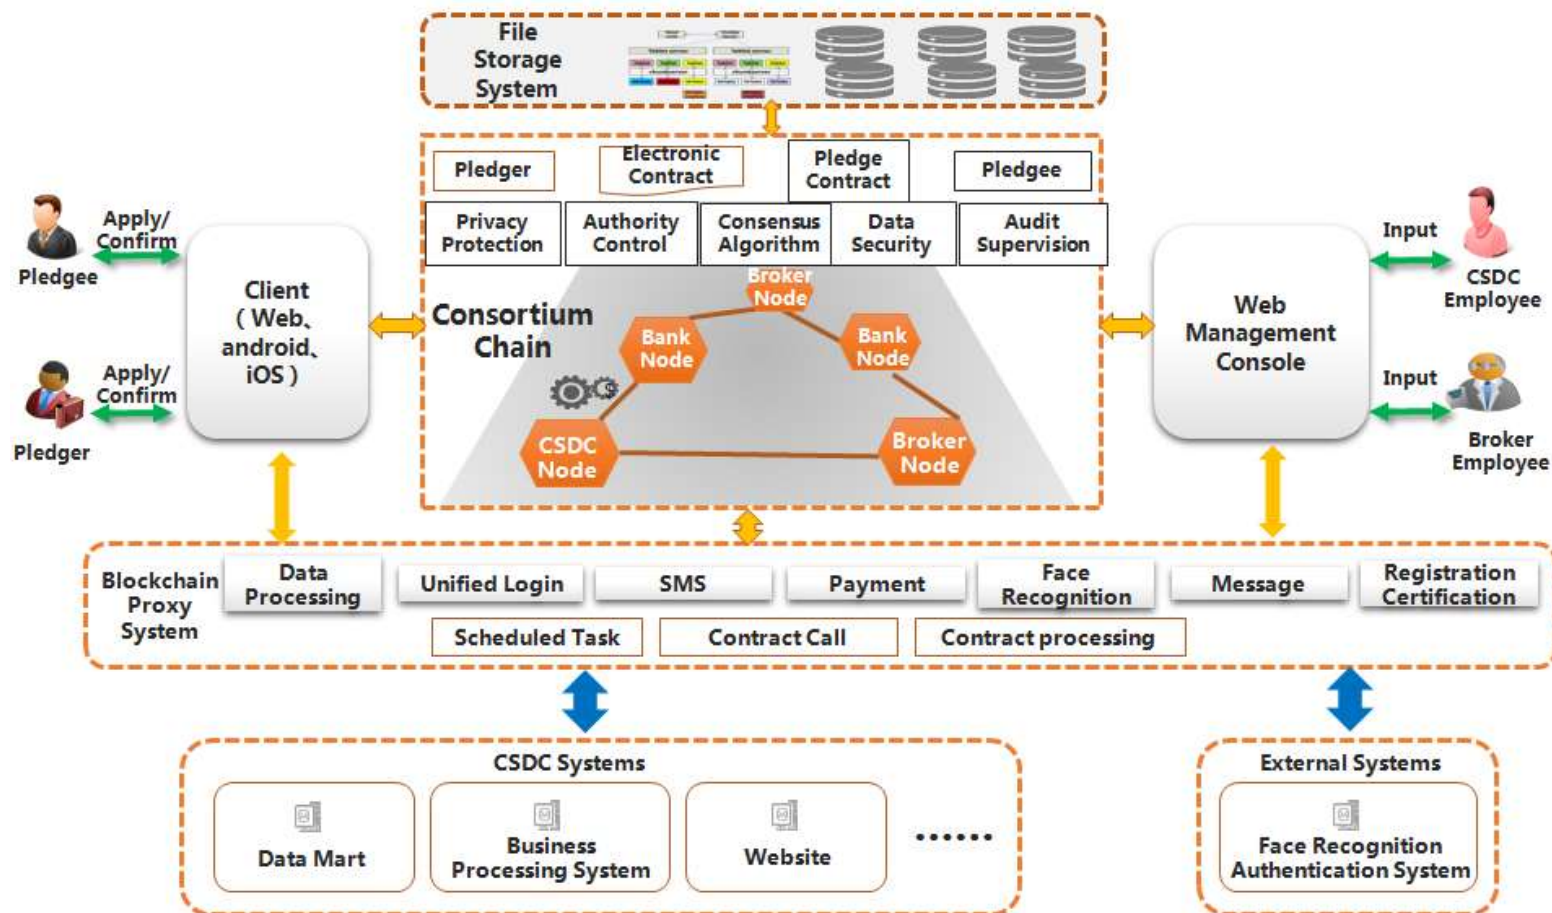 File
Storage
System
Pledger
Electronic
Contract
Pledge
Contract
Pledgee
Privacy
Protection
Authority
Control
Consensus
Algorithm
Data
Security
Audit
Supervision
Apply/
Confirm
Pledgee
Apply/
Confirm
Pledger
Client
( Web、
android、
iOS )
Consortium
Chain
Broker
Node
Bank
Node
Bank
Node
CSDC
Node
Broker
Node
Web
Management
Console
Input
CSDC
Employee
Input
Broker
Employee
Blockchain
Proxy
System
Data
Processing
Unified Login
SMS
Payment
Face
Recognition
Message
Registration
Certification
Scheduled Task
Contract Call
Contract processing
CSDC Systems
Data Mart
Business
Processing System
Website
······
External Systems
Face Recognition
Authentication System